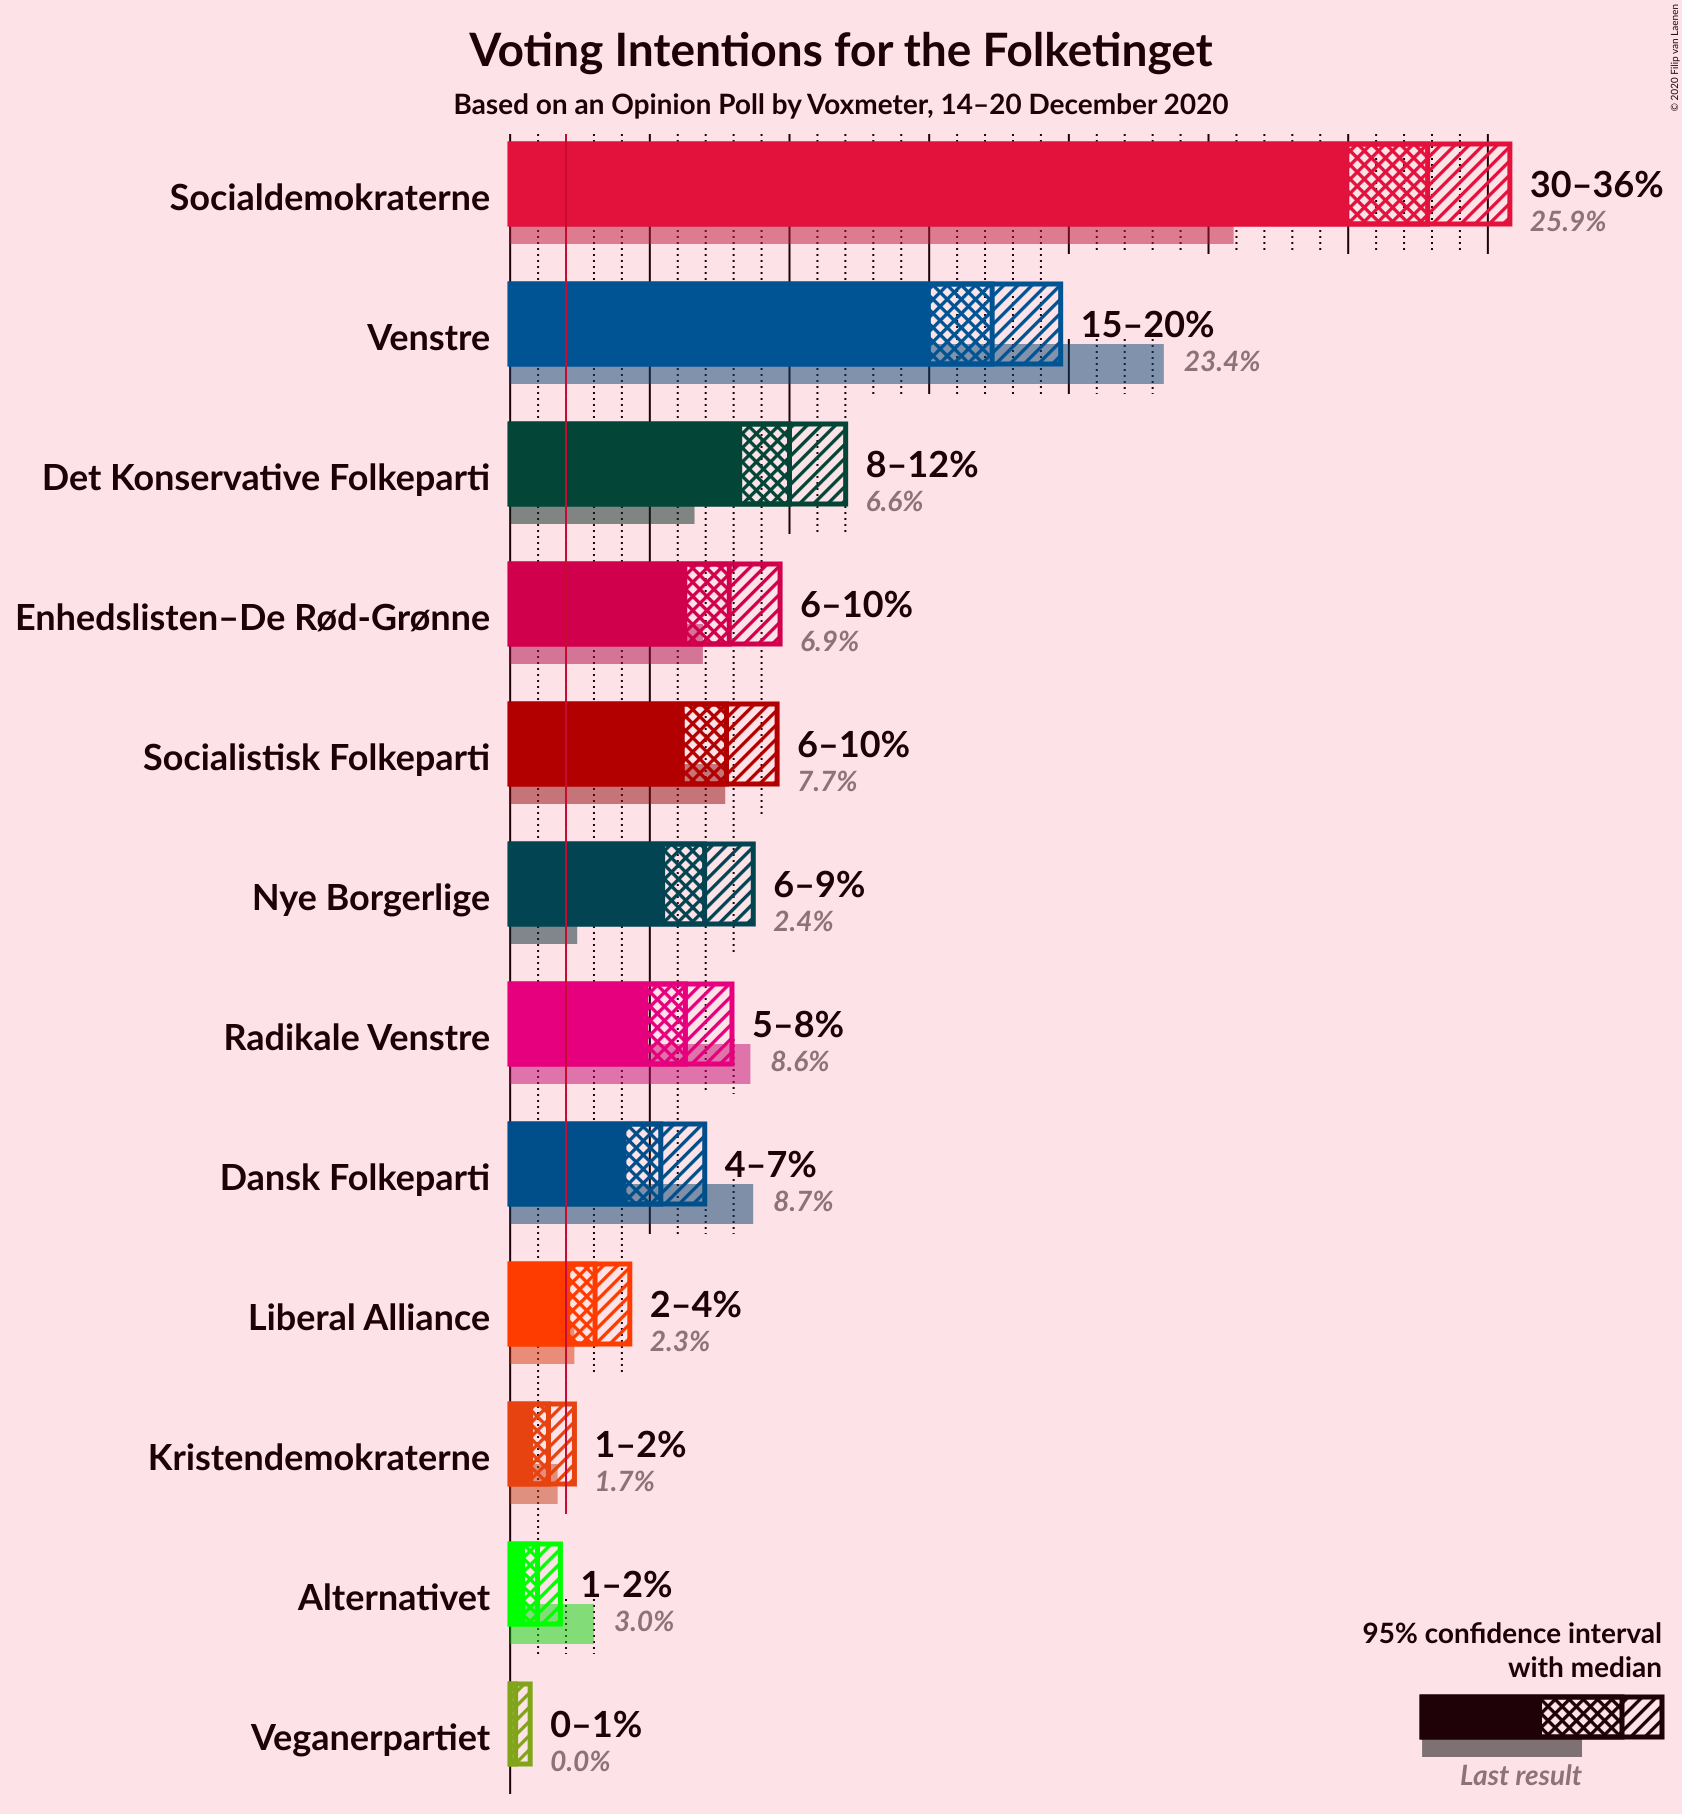 Voting Intentions for the Folketinget
Based on an Opinion Poll by Voxmeter, 14–20 December 2020
© 2020 Filip van Laenen
Socialdemokraterne
30–36%
25.9%
Venstre
15–20%
23.4%
Det Konservative Folkeparti
8–12%
6.6%
Enhedslisten–De Rød-Grønne
6–10%
6.9%
Socialistisk Folkeparti
6–10%
7.7%
Nye Borgerlige
6–9%
2.4%
Radikale Venstre
5–8%
8.6%
Dansk Folkeparti
4–7%
8.7%
Liberal Alliance
2–4%
2.3%
Kristendemokraterne
1–2%
1.7%
Alternativet
1–2%
3.0%
Veganerpartiet
0–1%
0.0%
95% confidence interval
with median
Last result